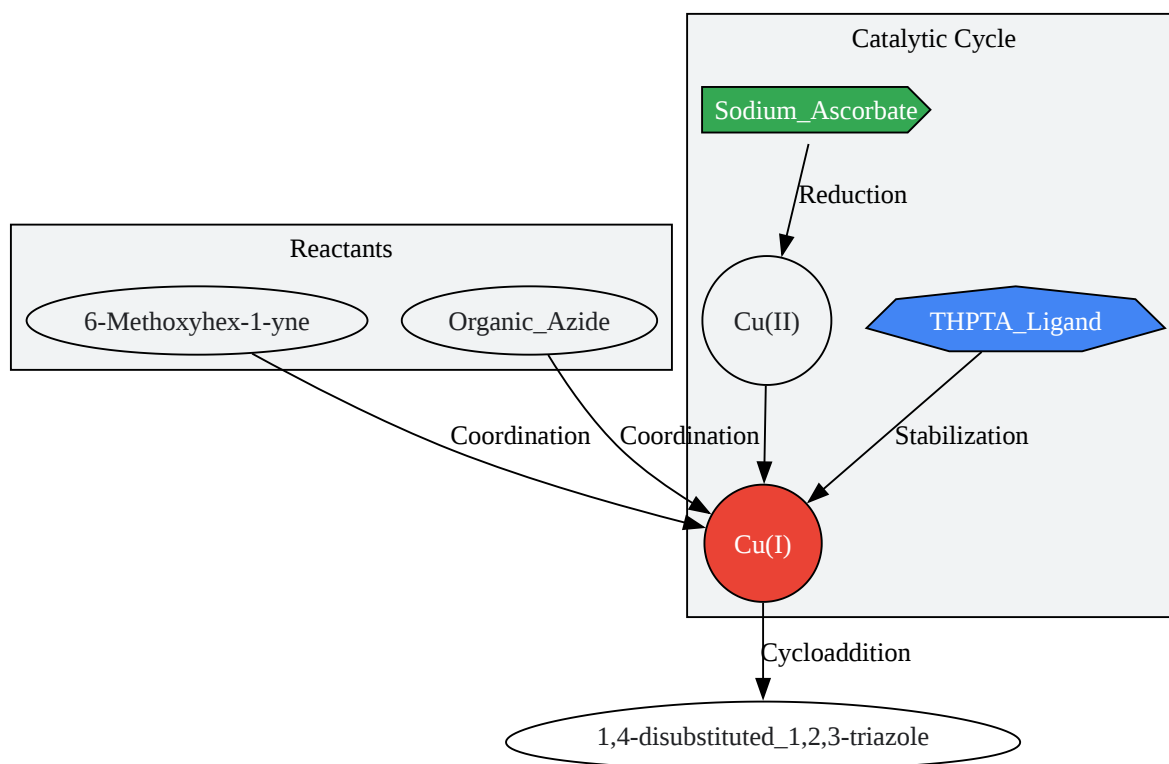 Catalytic Cycle
Sodium_Ascorbate
Reduction
Reactants
6-Methoxyhex-1-yne
Organic_Azide
Cu(II)
THPTA_Ligand
Coordination
Coordination
Stabilization
Cu(I)
Cycloaddition
1,4-disubstituted_1,2,3-triazole